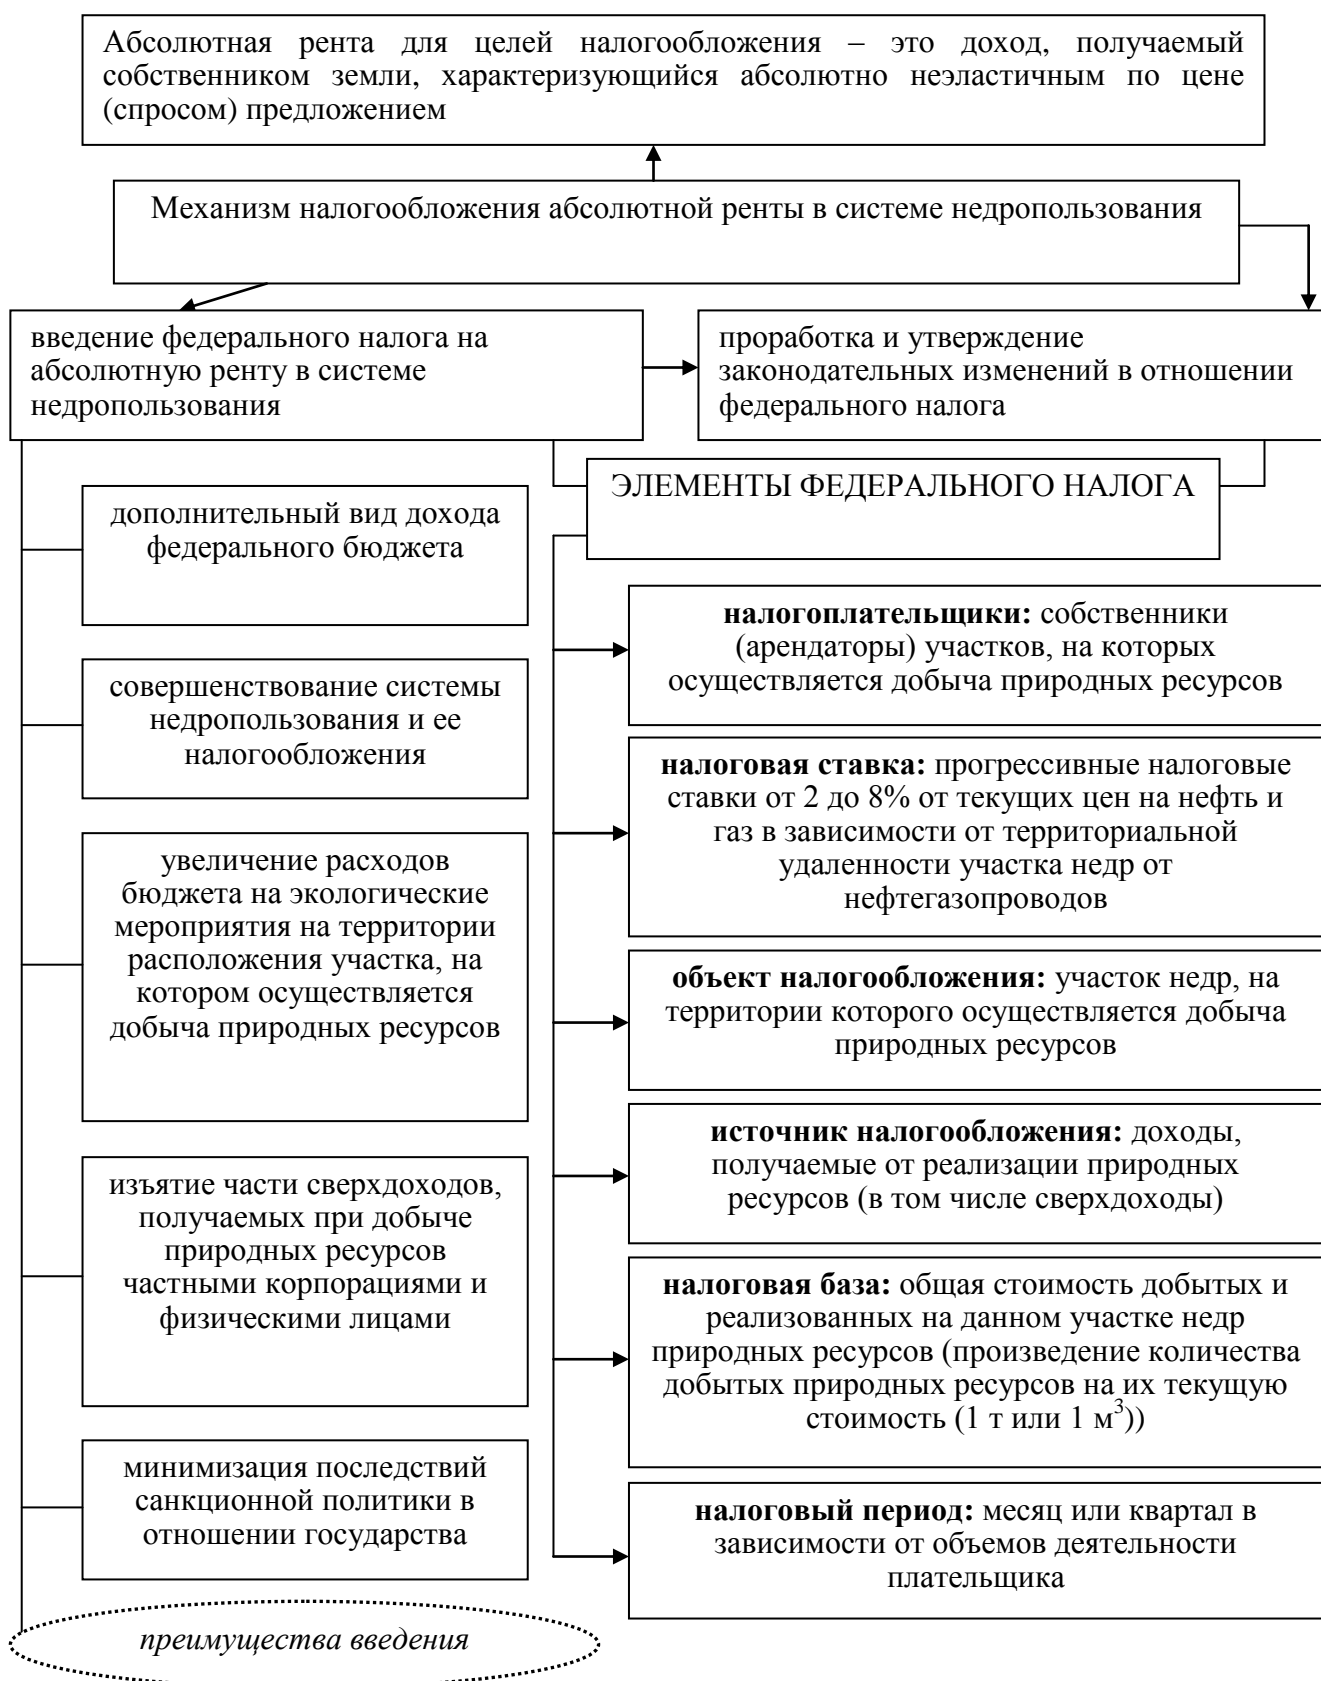 Абсолютная рента для целей налогообложения – это доход, получаемый
собственником земли, характеризующийся абсолютно неэластичным по цене
(спросом) предложением
Механизм налогообложения абсолютной ренты в системе недропользования
введение федерального налога на
абсолютную ренту в системе
недропользования
проработка и утверждение
законодательных изменений в отношении
федерального налога
ЭЛЕМЕНТЫ ФЕДЕРАЛЬНОГО НАЛОГА
дополнительный вид дохода
федерального бюджета
совершенствование системы
недропользования и ее
налогообложения
увеличение расходов
бюджета на экологические
мероприятия на территории
расположения участка, на
котором осуществляется
добыча природных ресурсов
изъятие части сверхдоходов,
получаемых при добыче
природных ресурсов
частными корпорациями и
физическими лицами
минимизация последствий
санкционной политики в
отношении государства
преимущества введения
налогоплательщики: собственники
(арендаторы) участков, на которых
осуществляется добыча природных ресурсов
налоговая ставка: прогрессивные налоговые
ставки от 2 до 8% от текущих цен на нефть и
газ в зависимости от территориальной
удаленности участка недр от
нефтегазопроводов
объект налогообложения: участок недр, на
территории которого осуществляется добыча
природных ресурсов
источник налогообложения: доходы,
получаемые от реализации природных
ресурсов (в том числе сверхдоходы)
налоговая база: общая стоимость добытых и
реализованных на данном участке недр
природных ресурсов (произведение количества
добытых природных ресурсов на их текущую
стоимость (1 т или 1 м³))
налоговый период: месяц или квартал в
зависимости от объемов деятельности
плательщика